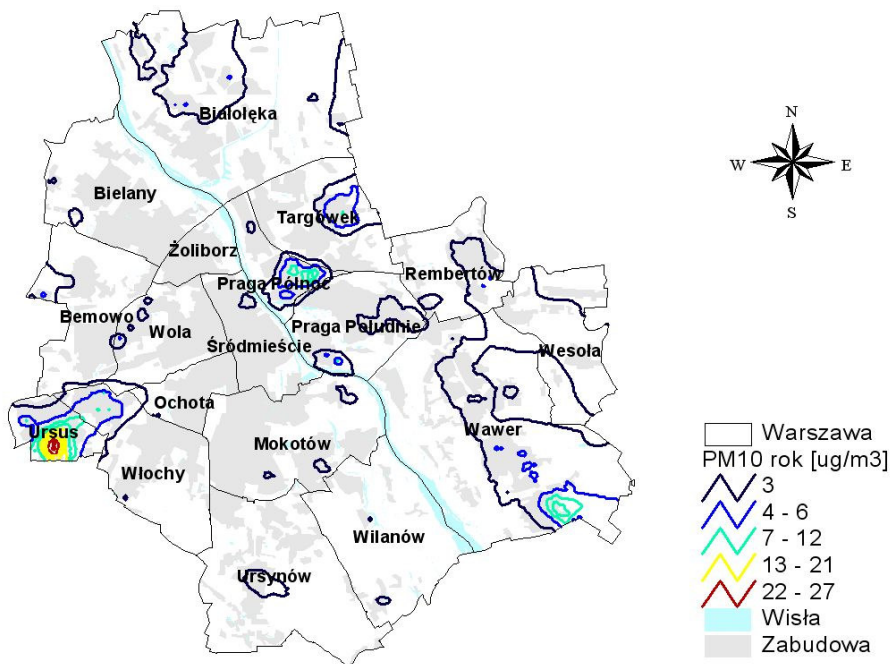 Białołęka
N
W E
S
Bielany
Targówek
Żoliborz
Rembertów
Praga Północ
Bemowo
Wola
Praga Południe
Śródmieście
Wesoła
Ochota
Ursus
Mokotów
Wawer
Włochy
Wilanów
Ursynów
Warszawa
PM10 rok [ug/m3]
3
4 - 6
7 - 12
13 - 21
22 - 27
Wisła
Zabudowa